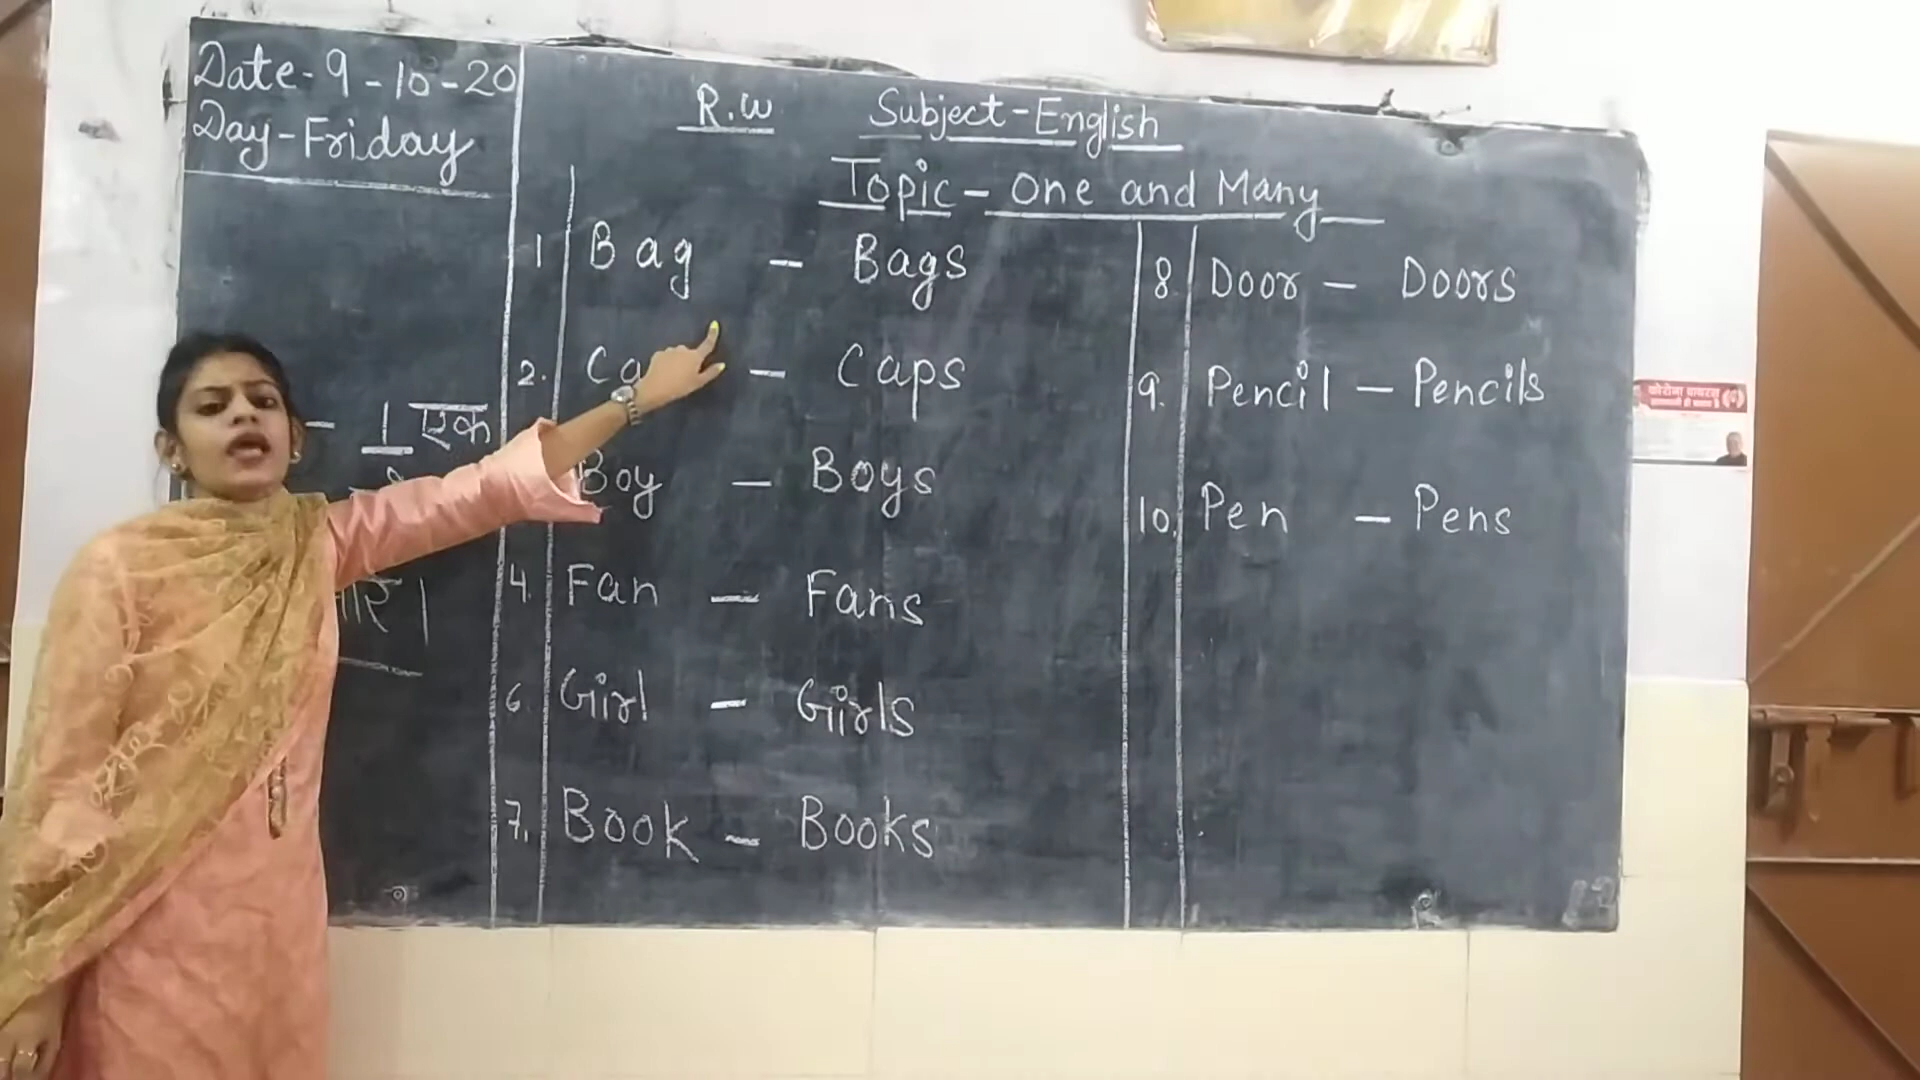 Date-9-10-20
Day-Friday
R.w Subject-English
Topic-One and Many
1 Bag - Bags
2. Ca - Caps
Boy - Boys
4. Fan - Fans
6 Girl - Girls
7. Book - Books
8 Door - Doors
9. Pencil - Pencils
10. Pen - Pens
- 1 एक
कोरोना वायरस